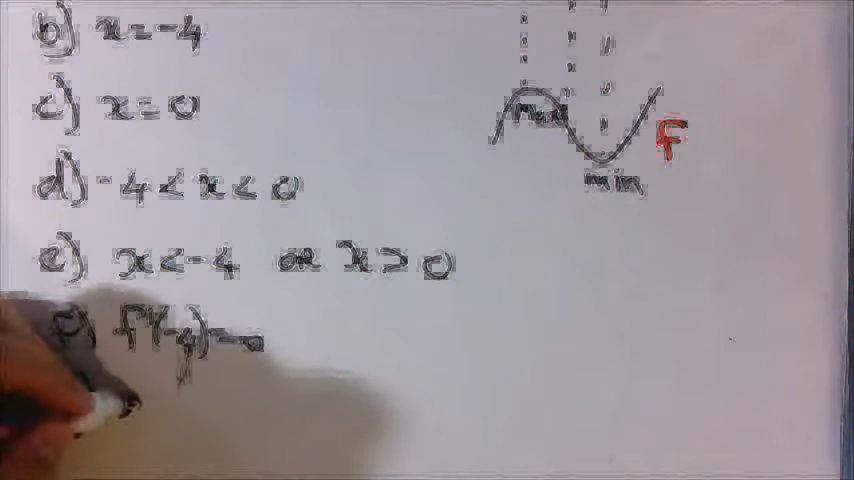 b) x=-4
c) x=0
d) -4<x<0
e) x<-4 or x>0
f) f'(-4)=0
max
F
min